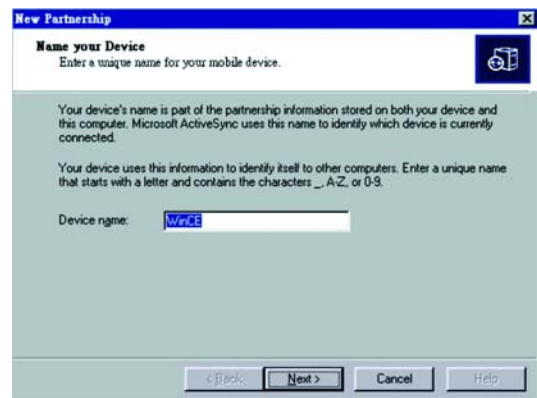 New Partnership
Name your Device
Enter a unique name for your mobile device.
Your device's name is part of the partnership information stored on both your device and
this computer. Microsoft ActiveSync uses this name to identify which device is currently
connected.
Your device uses this information to identify itself to other computers. Enter a unique name
that starts with a letter and contains the characters _, A-Z, or 0-9.
Device name:
WinCE
< Back
Next >
Cancel
Help